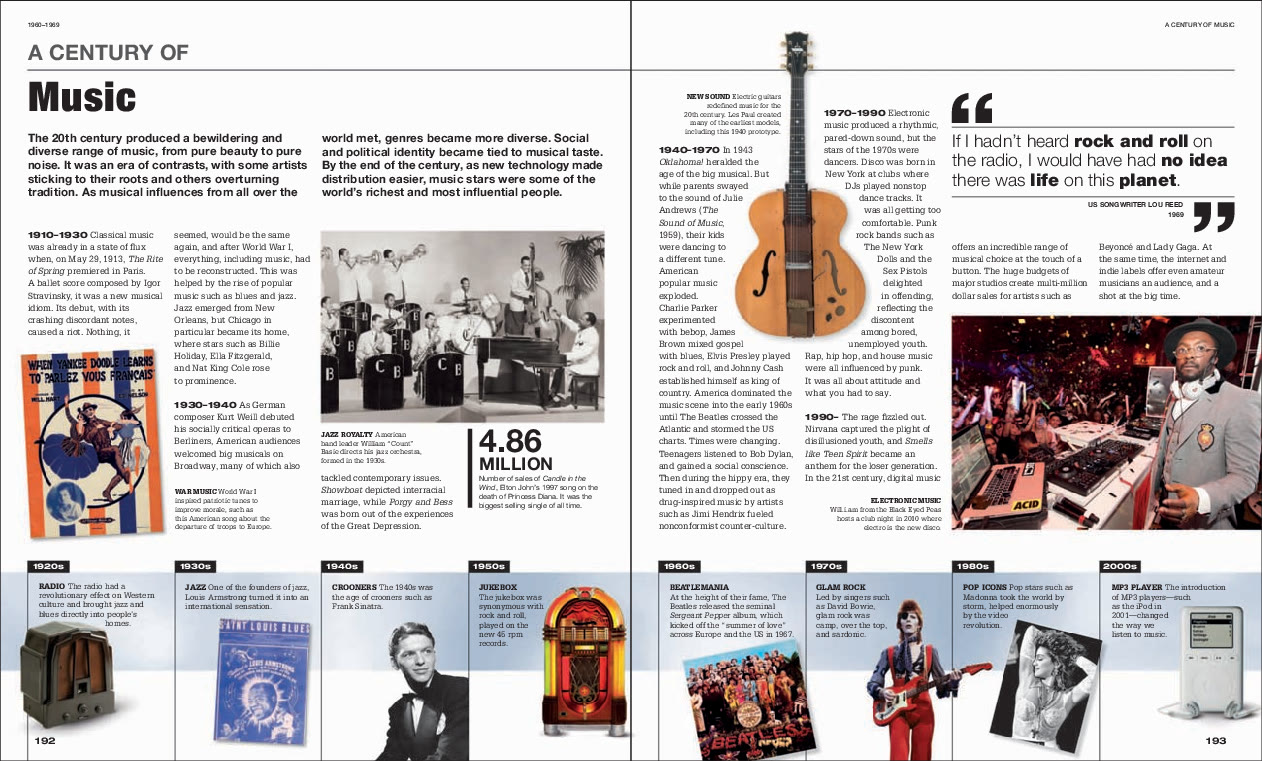 1960–1969
A CENTURY OF
Music
The 20th century produced a bewildering and
diverse range of music, from pure beauty to pure
noise. It was an era of contrasts, with some artists
sticking to their roots and others overturning
tradition. As musical influences from all over the
world met, genres became more diverse. Social
and political identity became tied to musical taste.
By the end of the century, as new technology made
distribution easier, music stars were some of the
world's richest and most influential people.
1910–1930 Classical music
was already in a state of flux
when, on May 29, 1913, The Rite
of Spring premiered in Paris.
A ballet score composed by Igor
Stravinsky, it was a new musical
idiom. Its debut, with its
crashing discordant notes,
caused a riot. Nothing, it
seemed, would be the same
again, and after World War I,
everything, including music, had
to be reconstructed. This was
helped by the rise of popular
music such as blues and jazz.
Jazz emerged from New
Orleans, but Chicago in
particular became its home,
where stars such as Billie
Holiday, Ella Fitzgerald,
and Nat King Cole rose
to prominence.
1930–1940 As German
composer Kurt Weill debuted
his socially critical operas to
Berliners, American audiences
welcomed big musicals on
Broadway, many of which also
WHEN YANKEE DOODLE LEARNS
TO "PARLEZ VOUS FRANÇAIS"
WILL HART
ED NELSON
WAR MUSIC World War I
inspired patriotic tunes to
improve morale, such as
this American song about the
departure of troops to Europe.
B C
B C
B C
C B
JAZZ ROYALTY American
band leader William "Count"
Basie directs his jazz orchestra,
formed in the 1930s.
tackled contemporary issues.
Showboat depicted interracial
marriage, while Porgy and Bess
was born out of the experiences
of the Great Depression.
4.86
MILLION
Number of sales of Candle in the
Wind, Elton John's 1997 song on the
death of Princess Diana. It was the
biggest selling single of all time.
1920s
RADIO The radio had a
revolutionary effect on Western
culture and brought jazz and
blues directly into people's
homes.
1930s
JAZZ One of the founders of jazz,
Louis Armstrong turned it into an
international sensation.
SAINT LOUIS BLUES
LOUIS ARMSTRONG
1940s
CROONERS The 1940s was
the age of crooners such as
Frank Sinatra.
1950s
JUKEBOX
The jukebox was
synonymous with
rock and roll,
played on the
new 45 rpm
records.
192
A CENTURY OF MUSIC
NEW SOUND Electric guitars
redefined music for the
20th century. Les Paul created
many of the earliest models,
including this 1940 prototype.
1940–1970 In 1943
Oklahoma! heralded the
age of the big musical. But
while parents swayed
to the sound of Julie
Andrews (The
Sound of Music,
1959), their kids
were dancing to
a different tune.
American
popular music
exploded.
Charlie Parker
experimented
with bebop, James
Brown mixed gospel
with blues, Elvis Presley played
rock and roll, and Johnny Cash
established himself as king of
country. America dominated the
music scene into the early 1960s
until The Beatles crossed the
Atlantic and stormed the US
charts. Times were changing.
Teenagers listened to Bob Dylan,
and gained a social conscience.
Then during the hippy era, they
tuned in and dropped out as
drug-inspired music by artists
such as Jimi Hendrix fueled
nonconformist counter-culture.
1970–1990 Electronic
music produced a rhythmic,
pared-down sound, but the
stars of the 1970s were
dancers. Disco was born in
New York at clubs where
DJs played nonstop
dance tracks. It
was all getting too
comfortable. Punk
rock bands such as
The New York
Dolls and the
Sex Pistols
delighted
in offending,
reflecting the
discontent
among bored,
unemployed youth.
Rap, hip hop, and house music
were all influenced by punk.
It was all about attitude and
what you had to say.
1990– The rage fizzled out.
Nirvana captured the plight of
disillusioned youth, and Smells
like Teen Spirit became an
anthem for the loser generation.
In the 21st century, digital music
ELECTRONIC MUSIC
Will.i.am from the Black Eyed Peas
hosts a club night in 2010 where
electro is the new disco.
“
If I hadn't heard rock and roll on
the radio, I would have had no idea
there was life on this planet.
US SONGWRITER LOU REED
1969
”
offers an incredible range of
musical choice at the touch of a
button. The huge budgets of
major studios create multi-million
dollar sales for artists such as
Beyoncé and Lady Gaga. At
the same time, the internet and
indie labels offer even amateur
musicians an audience, and a
shot at the big time.
ACID
1960s
BEATLEMANIA
At the height of their fame, The
Beatles released the seminal
Sergeant Pepper album, which
kicked off the "summer of love"
across Europe and the US in 1967.
BEATLES
1970s
GLAM ROCK
Led by singers such
as David Bowie,
glam rock was
camp, over the top,
and sardonic.
1980s
POP ICONS Pop stars such as
Madonna took the world by
storm, helped enormously
by the video
revolution.
2000s
MP3 PLAYER The introduction
of MP3 players—such
as the iPod in
2001—changed
the way we
listen to music.
193